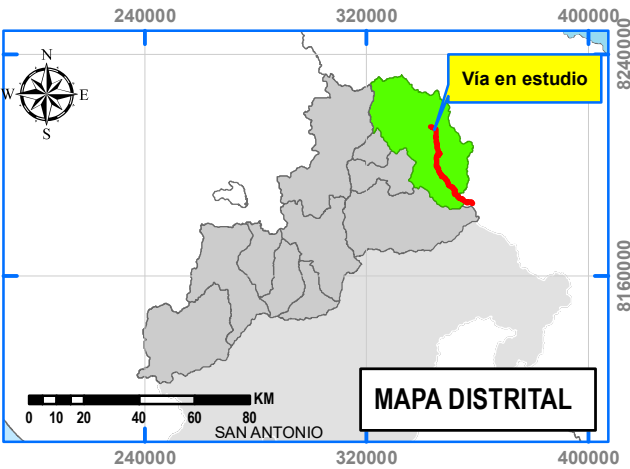 240000 320000 400000
8240000
N
W E
S
Vía en estudio
8160000
KM
0 10 20 40 60 80
MAPA DISTRITAL
SAN ANTONIO
240000 320000 400000